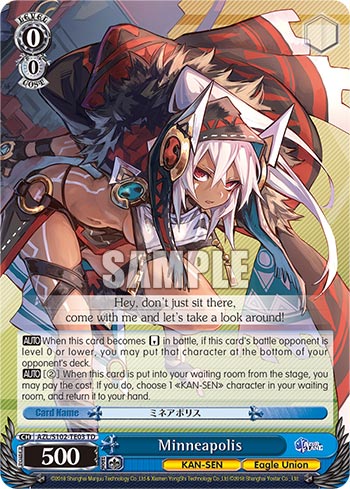 LEVEL
0
0
COST
SAMPLE
Hey, don't just sit there,
come with me and let's take a look around!
AUTO When this card becomes in battle, if this card's battle opponent is
level 0 or lower, you may put that character at the bottom of your
opponent's deck.
AUTO [②] When this card is put into your waiting room from the stage, you
may pay the cost. If you do, choose 1 «KAN-SEN» character in your waiting
room, and return it to your hand.
Card Name ミネアポリス
CH AZL/S102-TE03 TD
POWER 500 Minneapolis
KAN-SEN Eagle Union